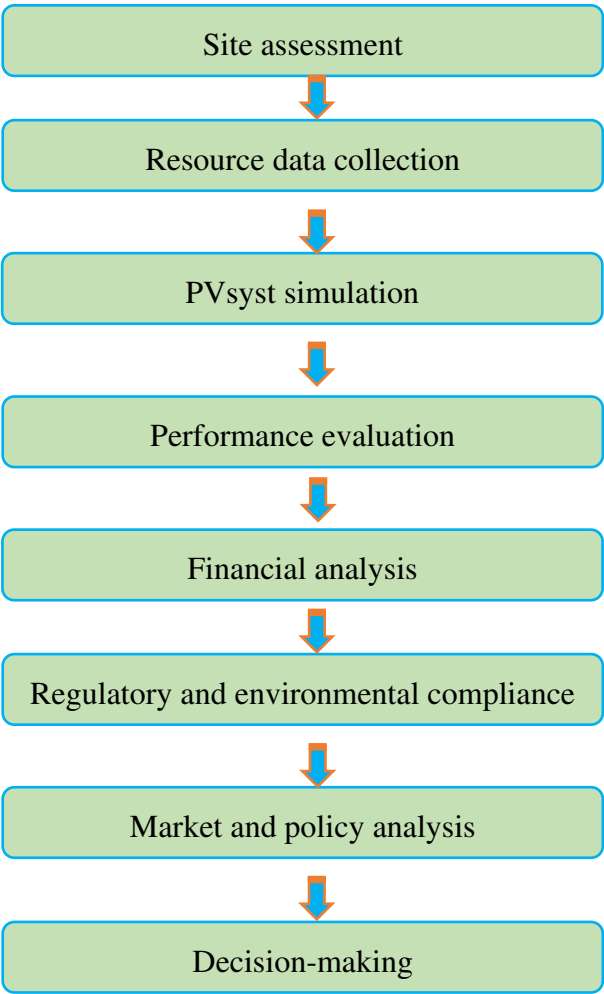 Site assessment
Resource data collection
PVsyst simulation
Performance evaluation
Financial analysis
Regulatory and environmental compliance
Market and policy analysis
Decision-making